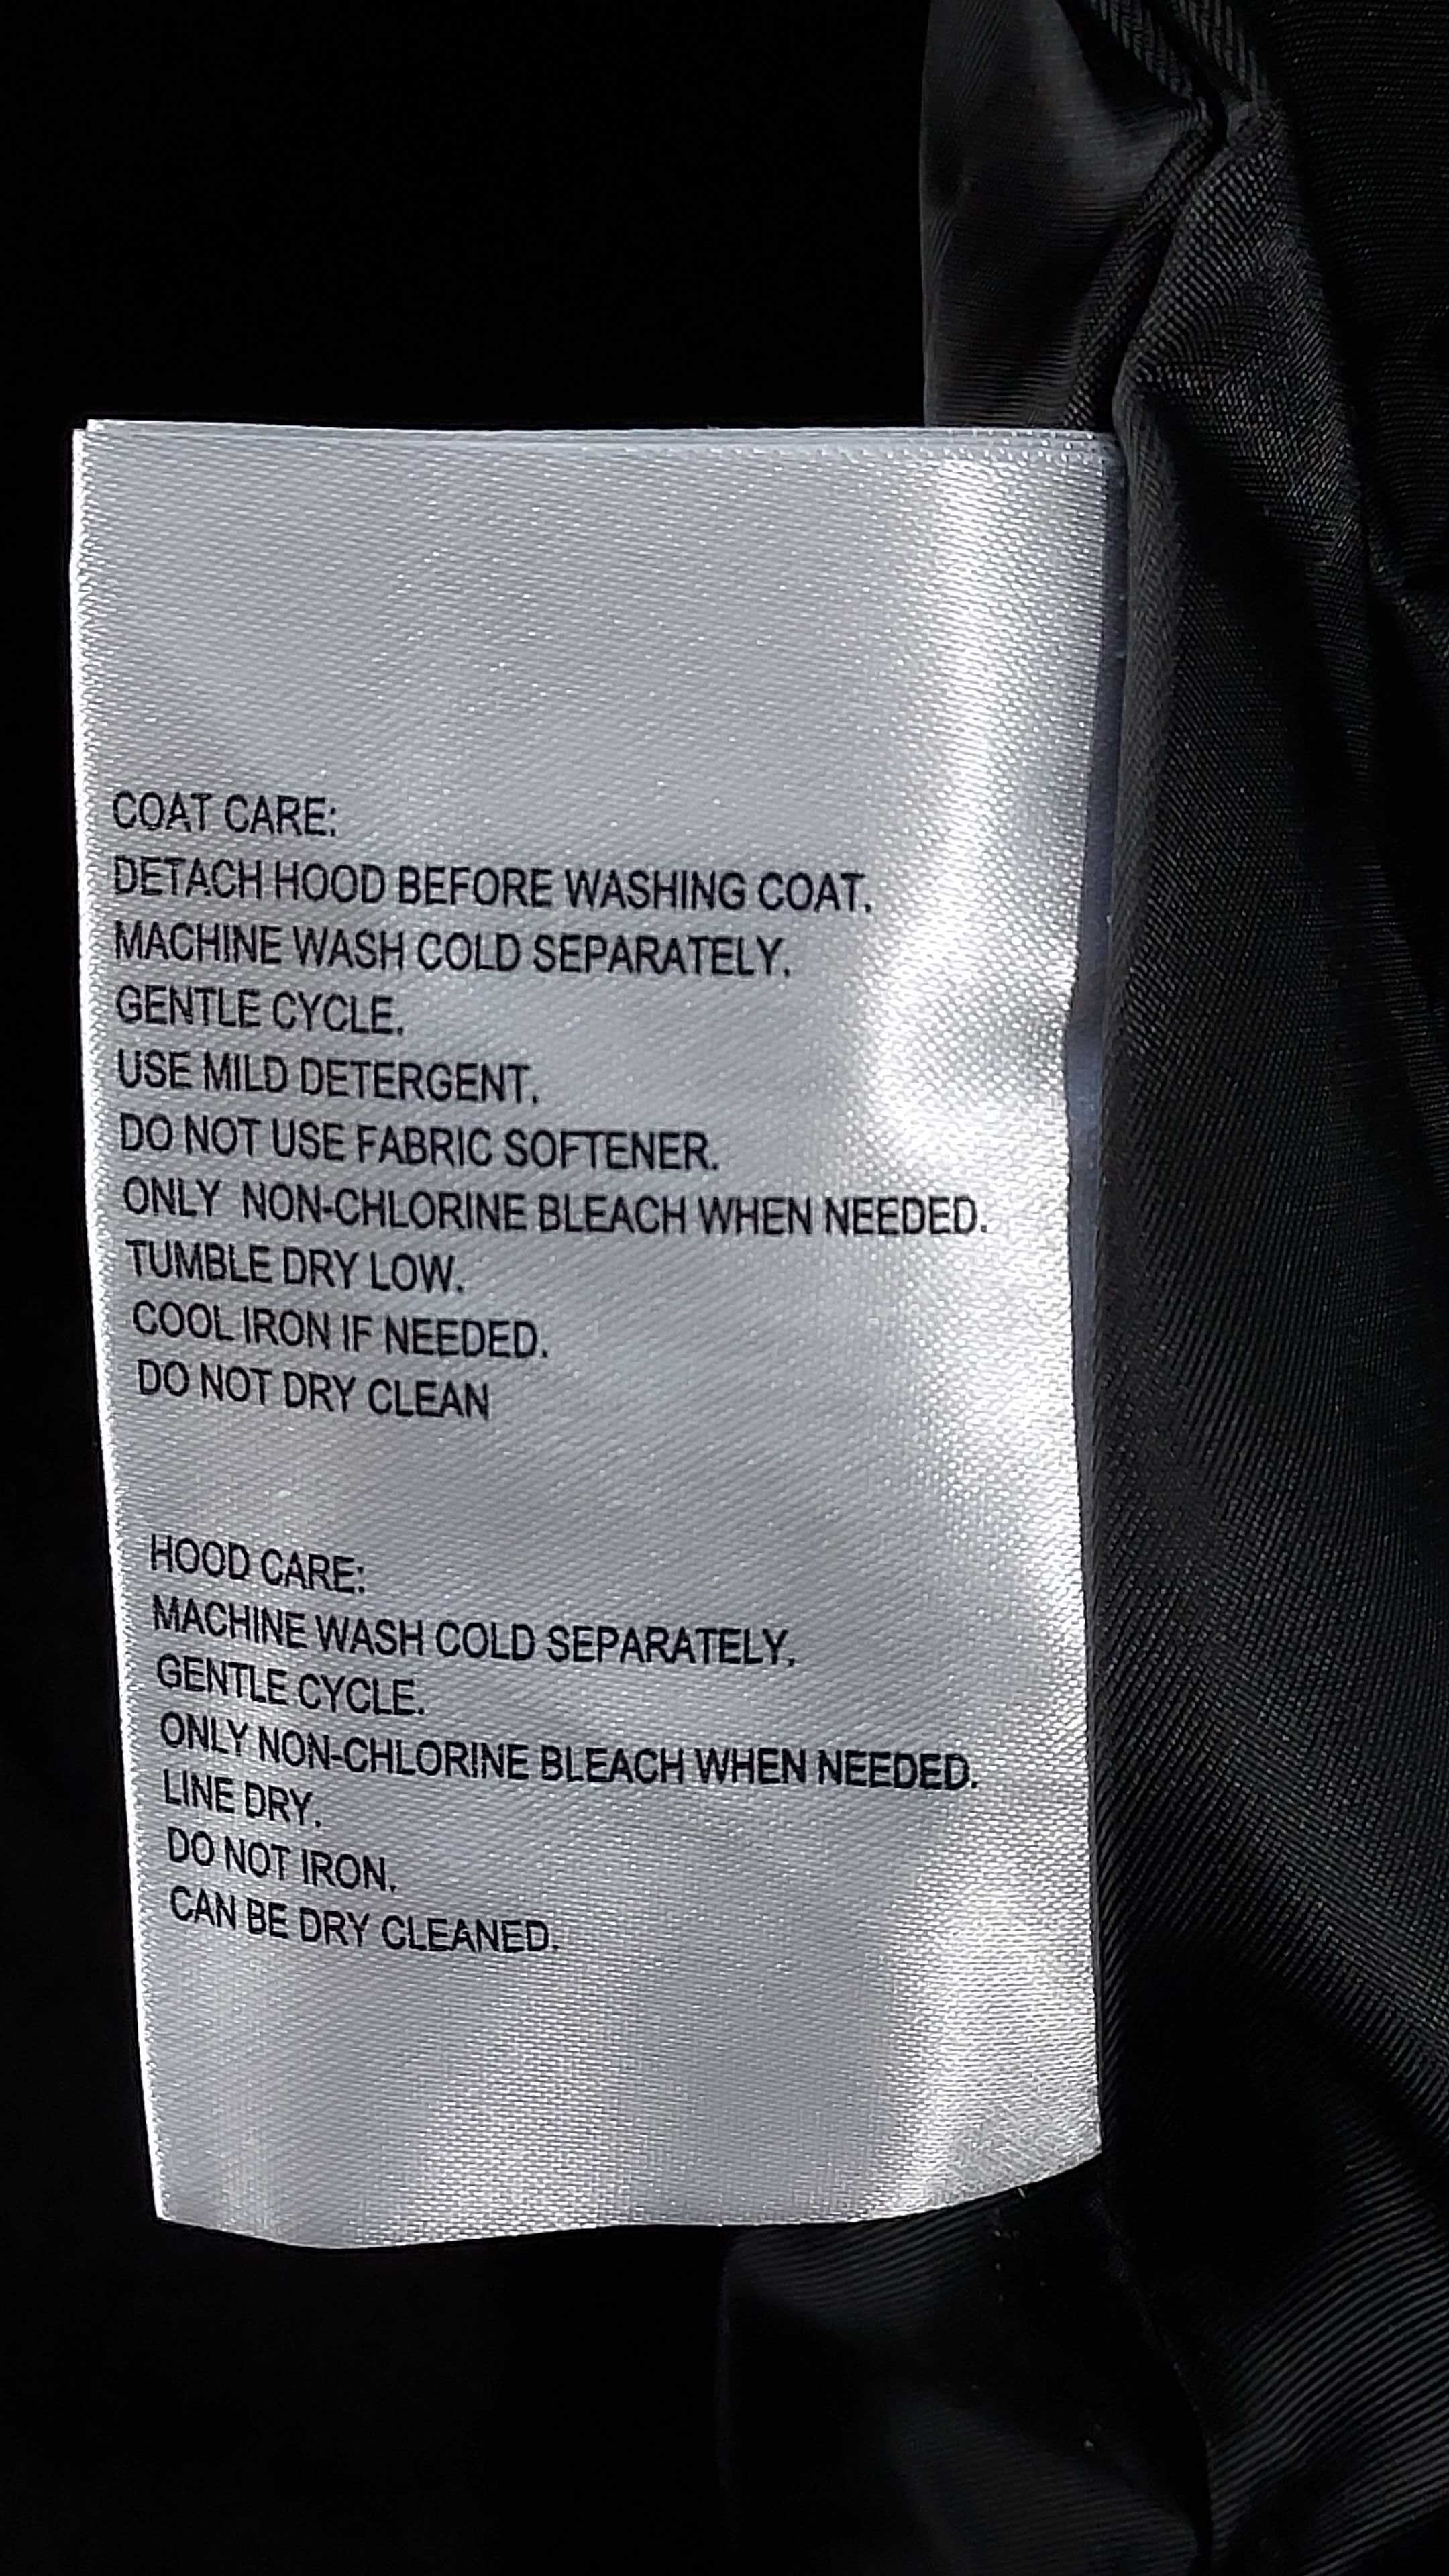 COAT CARE:
DETACH HOOD BEFORE WASHING COAT.
MACHINE WASH COLD SEPARATELY.
GENTLE CYCLE.
USE MILD DETERGENT.
DO NOT USE FABRIC SOFTENER.
ONLY  NON-CHLORINE BLEACH WHEN NEEDED.
TUMBLE DRY LOW.
COOL IRON IF NEEDED.
DO NOT DRY CLEAN
HOOD CARE:
MACHINE WASH COLD SEPARATELY.
GENTLE CYCLE.
ONLY NON-CHLORINE BLEACH WHEN NEEDED.
LINE DRY.
DO NOT IRON.
CAN BE DRY CLEANED.